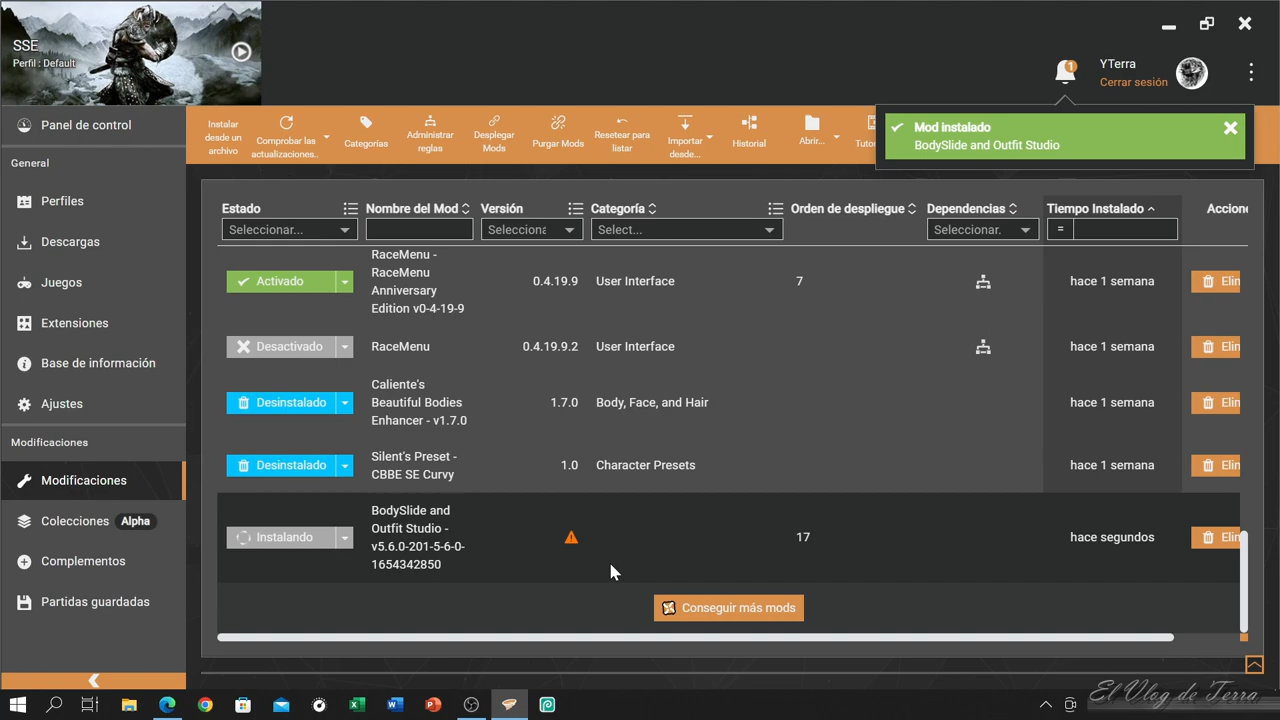 SSE
Perfil : Default
1
YTerra
Cerrar sesión
Panel de control
General
Perfiles
Descargas
Juegos
Extensiones
Base de información
Ajustes
Modificaciones
Modificaciones
Colecciones Alpha
Complementos
Partidas guardadas
Instalar desde un archivo
Comprobar las actualizaciones..
Categorías
Administrar reglas
Desplegar Mods
Purgar Mods
Resetear para listar
Importar desde...
Historial
Abrir...
Tutor
Mod instalado
BodySlide and Outfit Studio
Estado Nombre del Mod Versión Categoría Orden de despliegue Dependencias Tiempo Instalado Accione
Seleccionar... Selecciona Select... Seleccionar. =
RaceMenu -
RaceMenu
Activado 0.4.19.9 User Interface 7 hace 1 semana Elin
Anniversary
Edition v0-4-19-9
Desactivado RaceMenu 0.4.19.9.2 User Interface hace 1 semana Elin
Caliente's
Desinstalado Beautiful Bodies 1.7.0 Body, Face, and Hair hace 1 semana Elin
Enhancer - v1.7.0
Silent's Preset -
Desinstalado 1.0 Character Presets hace 1 semana Elin
CBBE SE Curvy
BodySlide and
Outfit Studio -
Instalando 17 hace segundos Elin
v5.6.0-201-5-6-0-
1654342850
Conseguir más mods
El Vlog de Terra